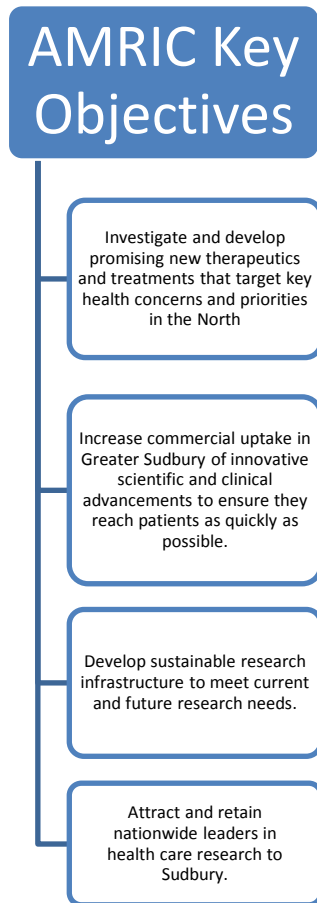 AMRIC Key
Objectives
Investigate and develop
promising new therapeutics
and treatments that target key
health concerns and priorities
in the North
Increase commercial uptake in
Greater Sudbury of innovative
scientific and clinical
advancements to ensure they
reach patients as quickly as
possible.
Develop sustainable research
infrastructure to meet current
and future research needs.
Attract and retain
nationwide leaders in
health care research to
Sudbury.